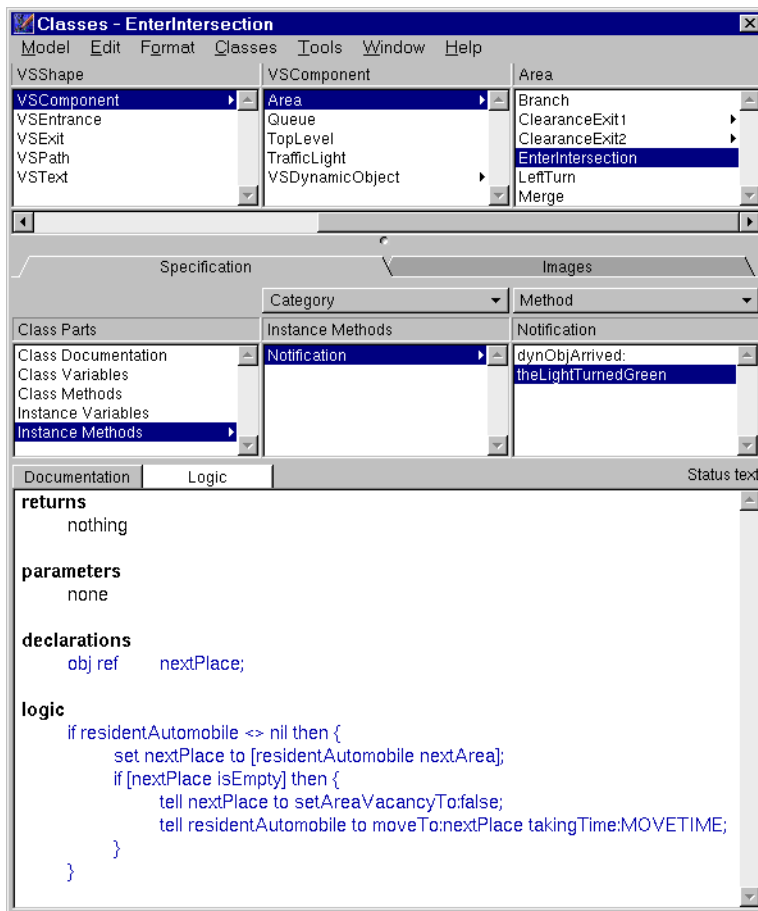 Classes - EnterIntersection
Model Edit Format Classes Tools Window Help
VSShape VSComponent Area
VSComponent Area Branch
VSEntrance Queue ClearanceExit1
VSExit TopLevel ClearanceExit2
VSPath TrafficLight EnterIntersection
VSText VSDynamicObject LeftTurn
Merge
Specification Images
Category Method
Class Parts Instance Methods Notification
Class Documentation Notification dynObjArrived:
Class Variables theLightTurnedGreen
Class Methods
Instance Variables
Instance Methods
Documentation Logic Status text
returns
nothing
parameters
none
declarations
obj ref nextPlace;
logic
if residentAutomobile <> nil then {
set nextPlace to [residentAutomobile nextArea];
if [nextPlace isEmpty] then {
tell nextPlace to setAreaVacancyTo:false;
tell residentAutomobile to moveTo:nextPlace takingTime:MOVETIME;
}
}